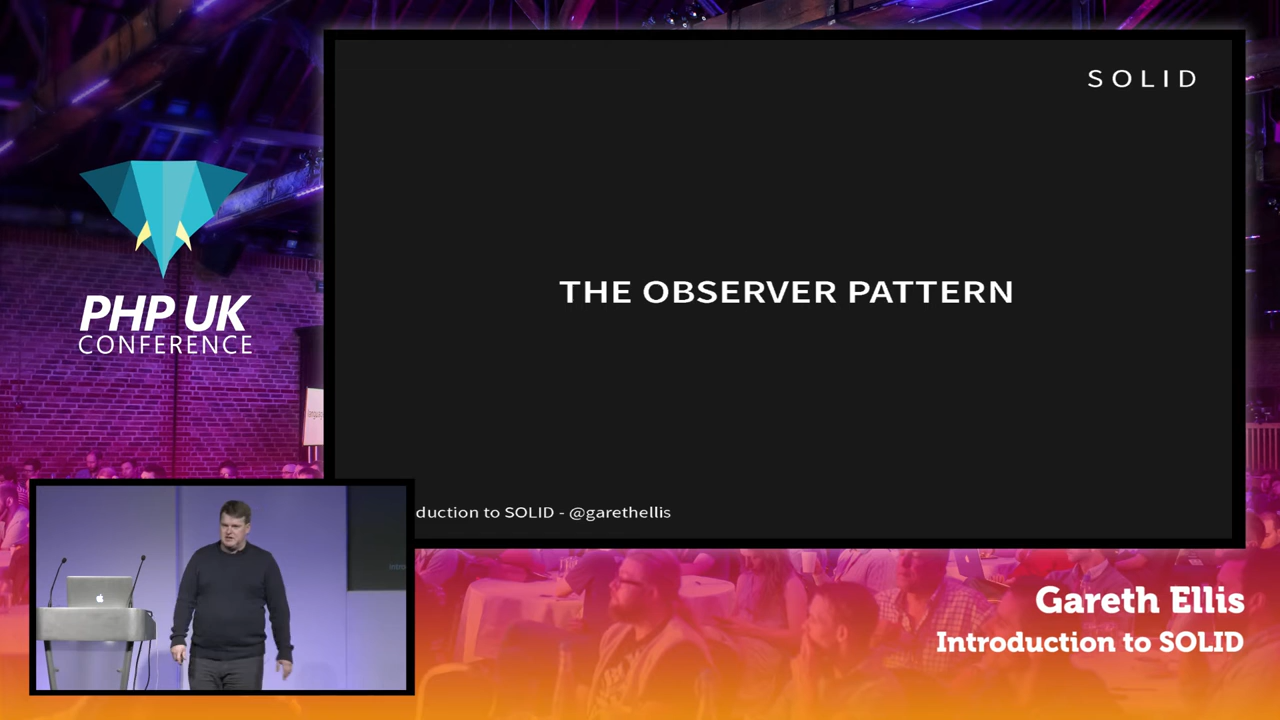 SOLID
THE OBSERVER PATTERN
duction to SOLID - @garethellis
PHP UK
CONFERENCE
Gareth Ellis
Introduction to SOLID